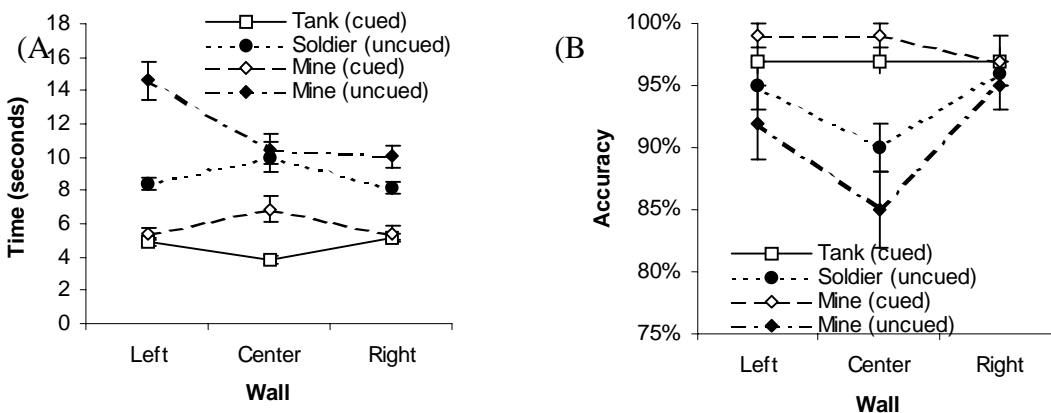 (A
Time (seconds)
18
16
14
12
10
8
6
4
2
0
Tank (cued)
Soldier (uncued)
Mine (cued)
Mine (uncued)
Left Center Right
Wall
(B
Accuracy
100%
95%
90%
85%
80%
75%
Tank (cued)
Soldier (uncued)
Mine (cued)
Mine (uncued)
Left Center Right
Wall